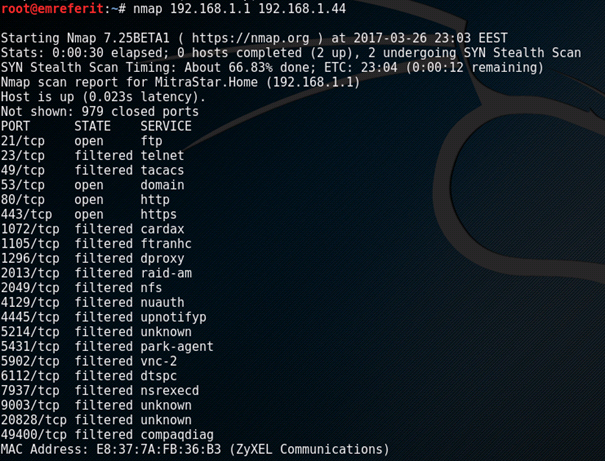 root@emreferit:~# nmap 192.168.1.1 192.168.1.44
Starting Nmap 7.25BETA1 ( https://nmap.org ) at 2017-03-26 23:03 EEST
Stats: 0:00:30 elapsed; 0 hosts completed (2 up), 2 undergoing SYN Stealth Scan
SYN Stealth Scan Timing: About 66.83% done; ETC: 23:04 (0:00:12 remaining)
Nmap scan report for MitraStar.Home (192.168.1.1)
Host is up (0.023s latency).
Not shown: 979 closed ports
PORT STATE SERVICE
21/tcp open ftp
23/tcp filtered telnet
49/tcp filtered tacacs
53/tcp open domain
80/tcp open http
443/tcp open https
1072/tcp filtered cardax
1105/tcp filtered ftranhc
1296/tcp filtered dproxy
2013/tcp filtered raid-am
2049/tcp filtered nfs
4129/tcp filtered nuauth
4445/tcp filtered upnotifyp
5214/tcp filtered unknown
5431/tcp filtered park-agent
5902/tcp filtered vnc-2
6112/tcp filtered dtspc
7937/tcp filtered nsrexecd
9003/tcp filtered unknown
20828/tcp filtered unknown
49400/tcp filtered compaqdiag
MAC Address: E8:37:7A:FB:36:B3 (ZyXEL Communications)